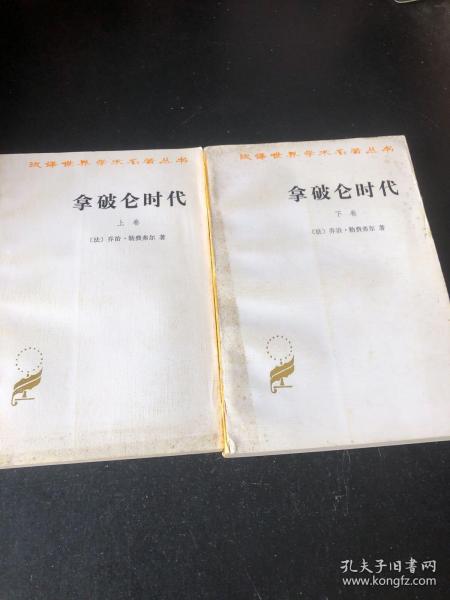 汉译世界学术名著丛书
拿破仑时代
上卷
〔法〕乔治·勒费弗尔 著
汉译世界学术名著丛书
拿破仑时代
下卷
〔法〕乔治·勒费弗尔 著
孔夫子旧书网
www.kongfz.com